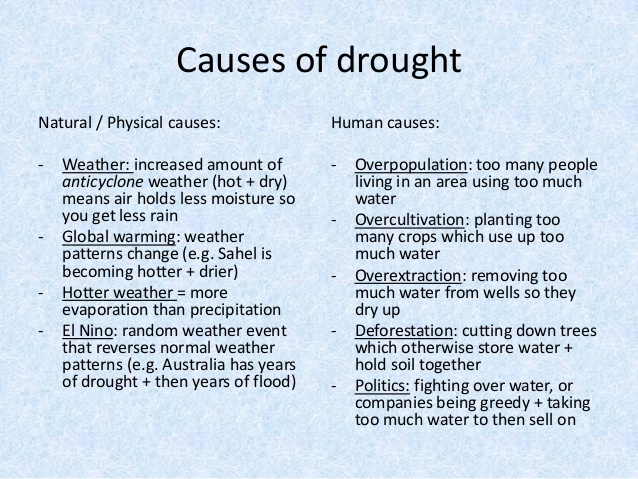 Causes of drought
Natural / Physical causes:
- Weather: increased amount of
anticyclone weather (hot + dry)
means air holds less moisture so
you get less rain
- Global warming: weather
patterns change (e.g. Sahel is
becoming hotter + drier)
- Hotter weather = more
evaporation than precipitation
- El Nino: random weather event
that reverses normal weather
patterns (e.g. Australia has years
of drought + then years of flood)
Human causes:
- Overpopulation: too many people
living in an area using too much
water
- Overcultivation: planting too
many crops which use up too
much water
- Overextraction: removing too
much water from wells so they
dry up
- Deforestation: cutting down trees
which otherwise store water +
hold soil together
- Politics: fighting over water, or
companies being greedy + taking
too much water to then sell on